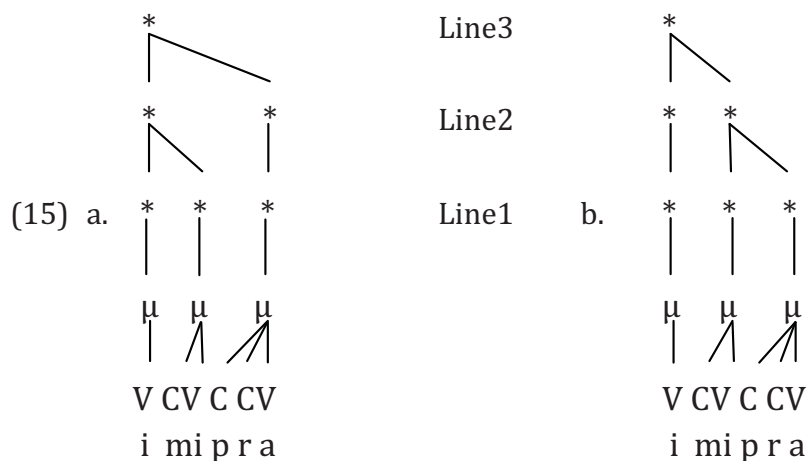 * Line3 *
* * Line2 * *
(15) a. * * * Line1 b. * * *
μ μ μ μ μ μ
V CV C CV V CV C CV
i mi p r a i mi p r a